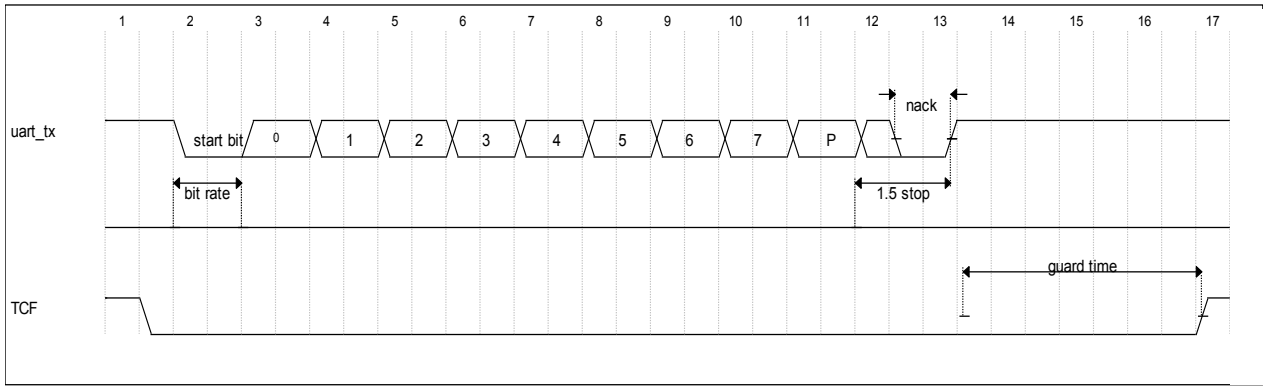 1 2 3 4 5 6 7 8 9 10 11 12 13 14 15 16 17
nack
uart_tx start bit 0 1 2 3 4 5 6 7 P
bit rate 1.5 stop
guard time
TCF